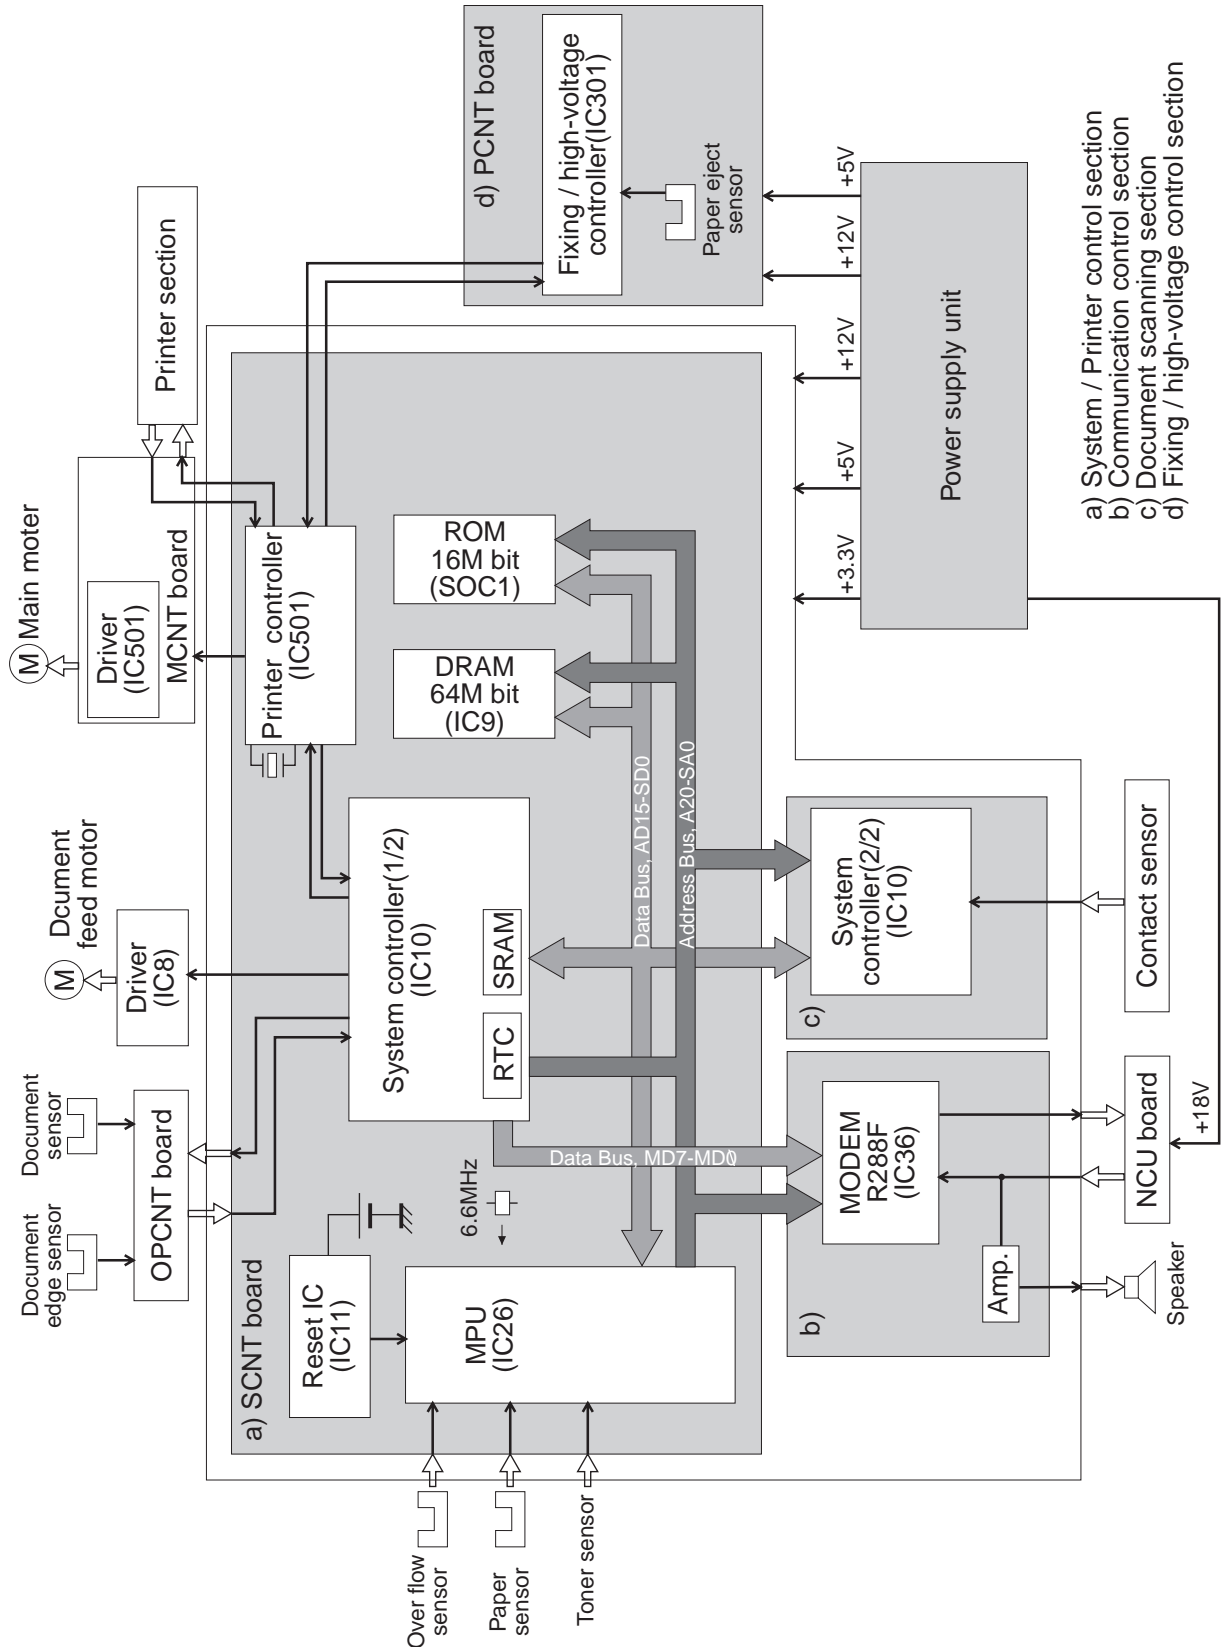 Document
edge sensor
Document
sensor
OPCNT board
Dcument
feed motor
M
Driver
(IC8)
M
Main moter
Driver
(IC501)
MCNT board
Printer section
Over flow
sensor
Paper
sensor
Toner sensor
a) SCNT board
Reset IC
(IC11)
MPU
(IC26)
6.6MHz
System controller(1/2)
(IC10)
RTC
SRAM
Printer controller
(IC501)
DRAM
64M bit
(IC9)
ROM
16M bit
(SOC1)
Data Bus, AD15-SD0
Address Bus, A20-SA0
Data Bus, MD7-MD0
d) PCNT board
Fixing / high-voltage
controller(IC301)
Paper eject
sensor
b)
MODEM
R288F
(IC36)
Amp.
c)
System
controller(2/2)
(IC10)
Speaker
NCU board
Contact sensor
+18V
+3.3V
+5V
+12V
+12V
+5V
Power supply unit
a) System / Printer control section
b) Communication control section
c) Document scanning section
d) Fixing / high-voltage control section